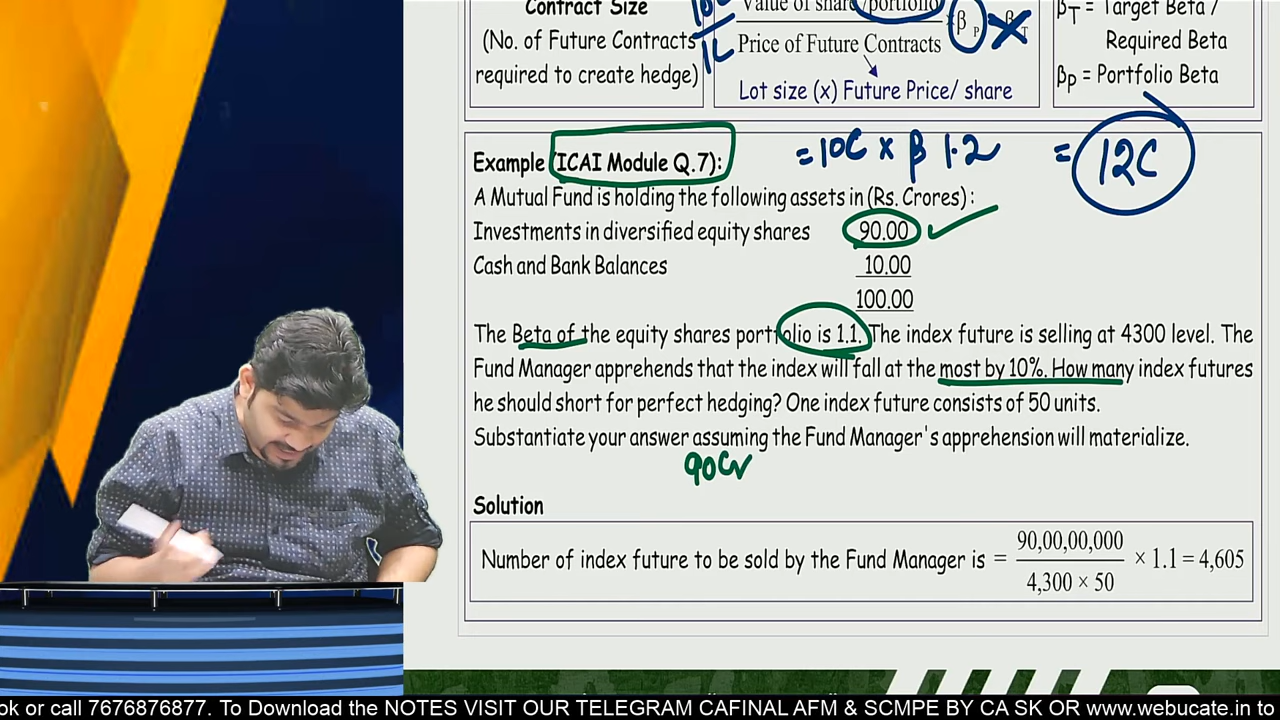 Contract Size
(No. of Future Contracts
required to create hedge)
Value of share/portfolio
Price of Future Contracts
β P
Lot size (x) Future Price/ share
βT = Target Beta /
Required Beta
βP = Portfolio Beta
= 10C x β 1.2 = 12C
Example (ICAI Module Q.7):
A Mutual Fund is holding the following assets in (Rs. Crores):
Investments in diversified equity shares 90.00
Cash and Bank Balances 10.00
100.00
The Beta of the equity shares portfolio is 1.1. The index future is selling at 4300 level. The
Fund Manager apprehends that the index will fall at the most by 10%. How many index futures
he should short for perfect hedging? One index future consists of 50 units.
Substantiate your answer assuming the Fund Manager's apprehension will materialize.
90Cr
Solution
Number of index future to be sold by the Fund Manager is = 90,00,00,000 / 4,300 × 50 × 1.1 = 4,605
ok or call 7676876877. To Download the NOTES VISIT OUR TELEGRAM CAFINAL AFM & SCMPE BY CA SK OR www.webucate.in to